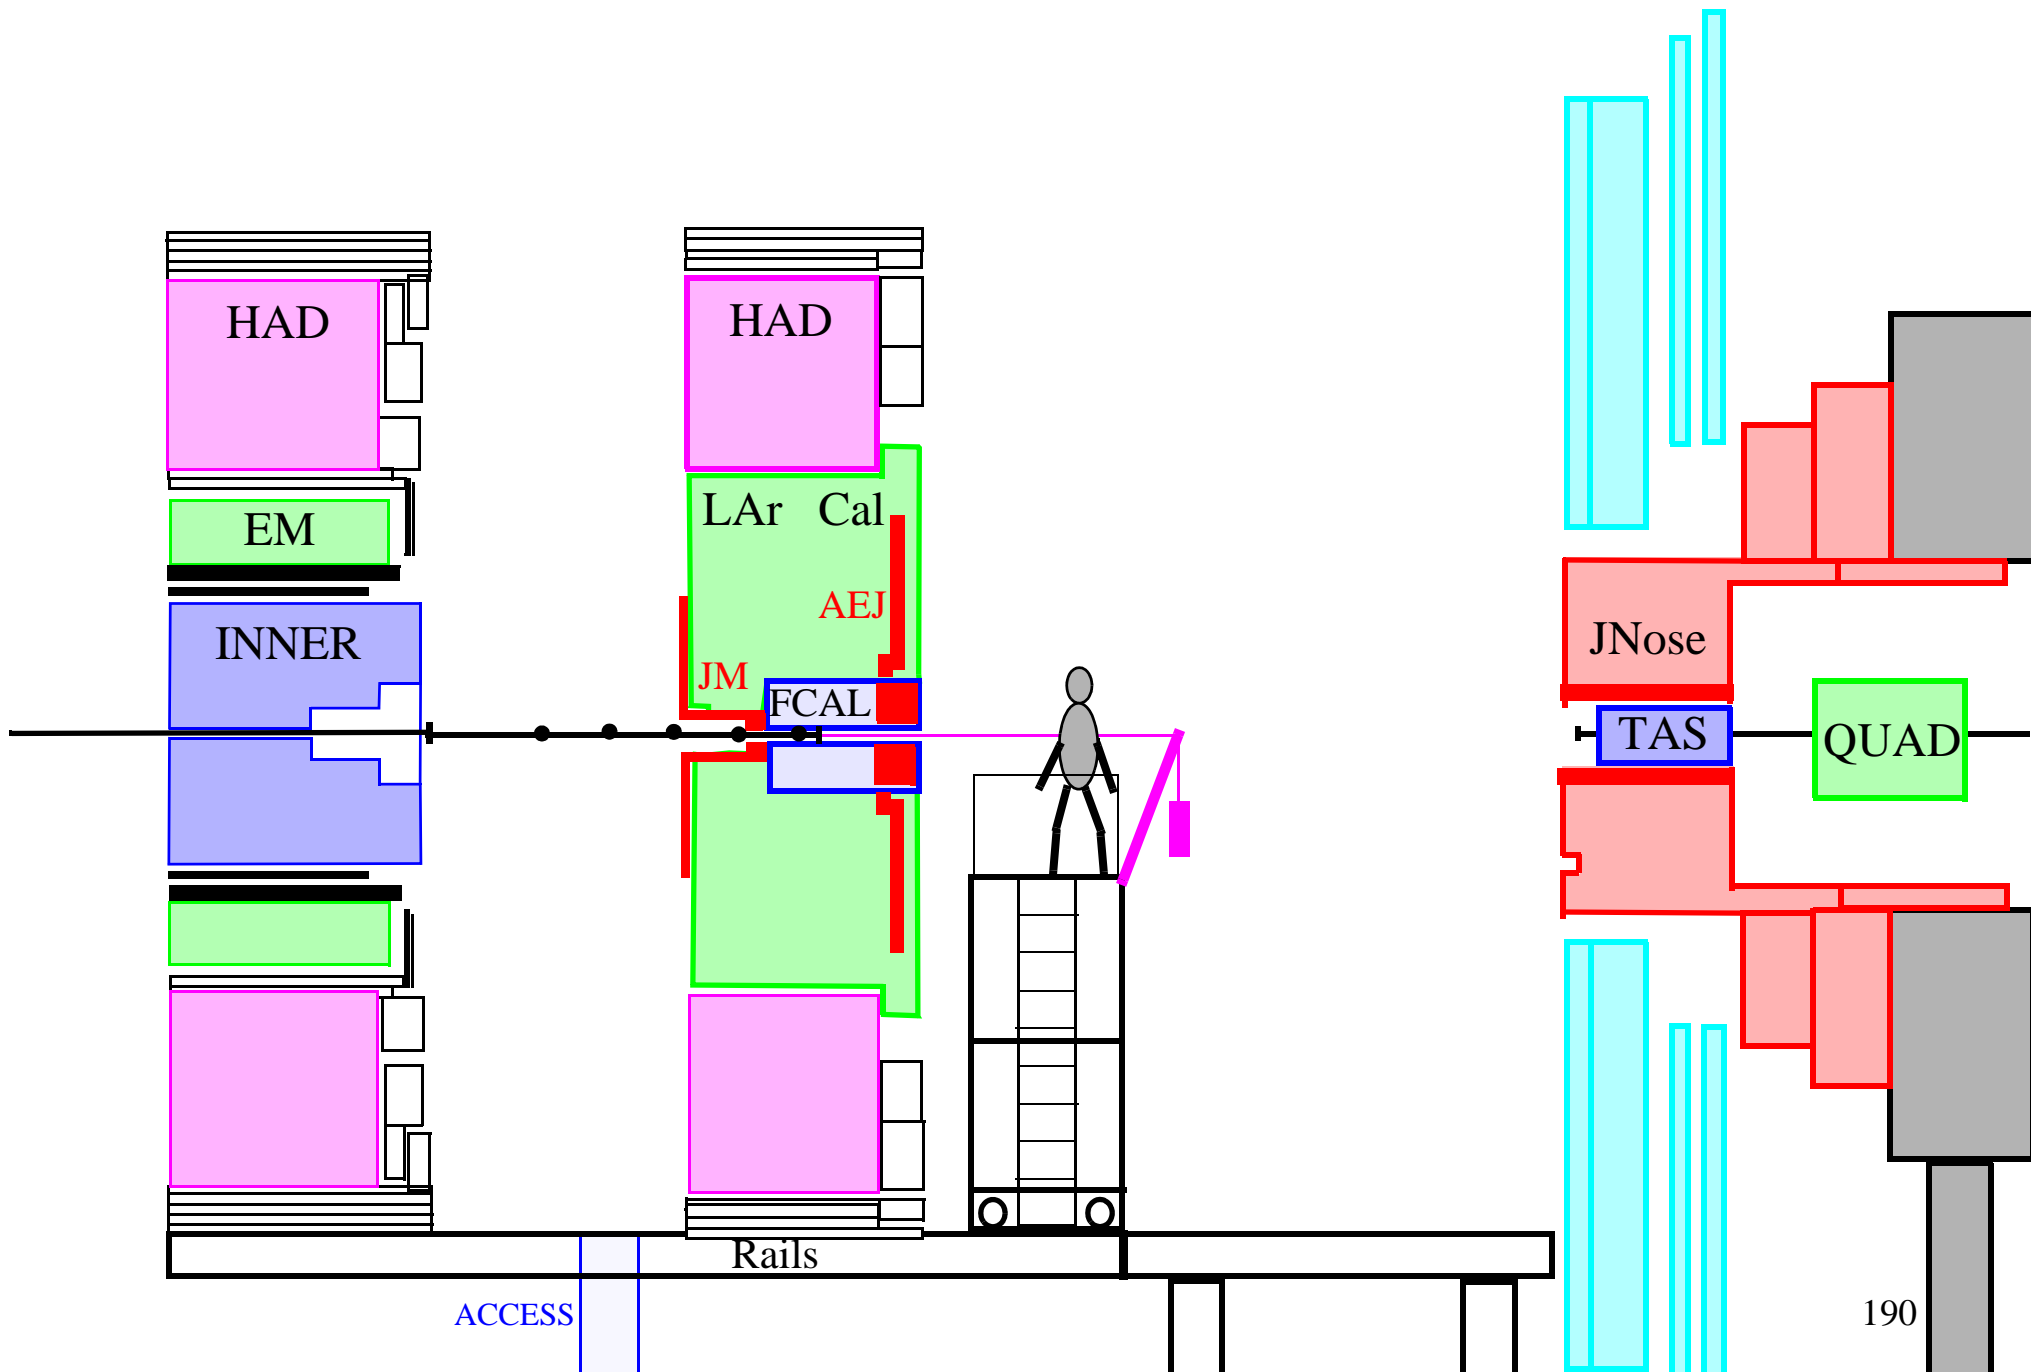 HAD
HAD
LAr Cal
EM
AEJ
INNER
JNose
JM
FCAL
TAS
QUAD
Rails
ACCESS
190